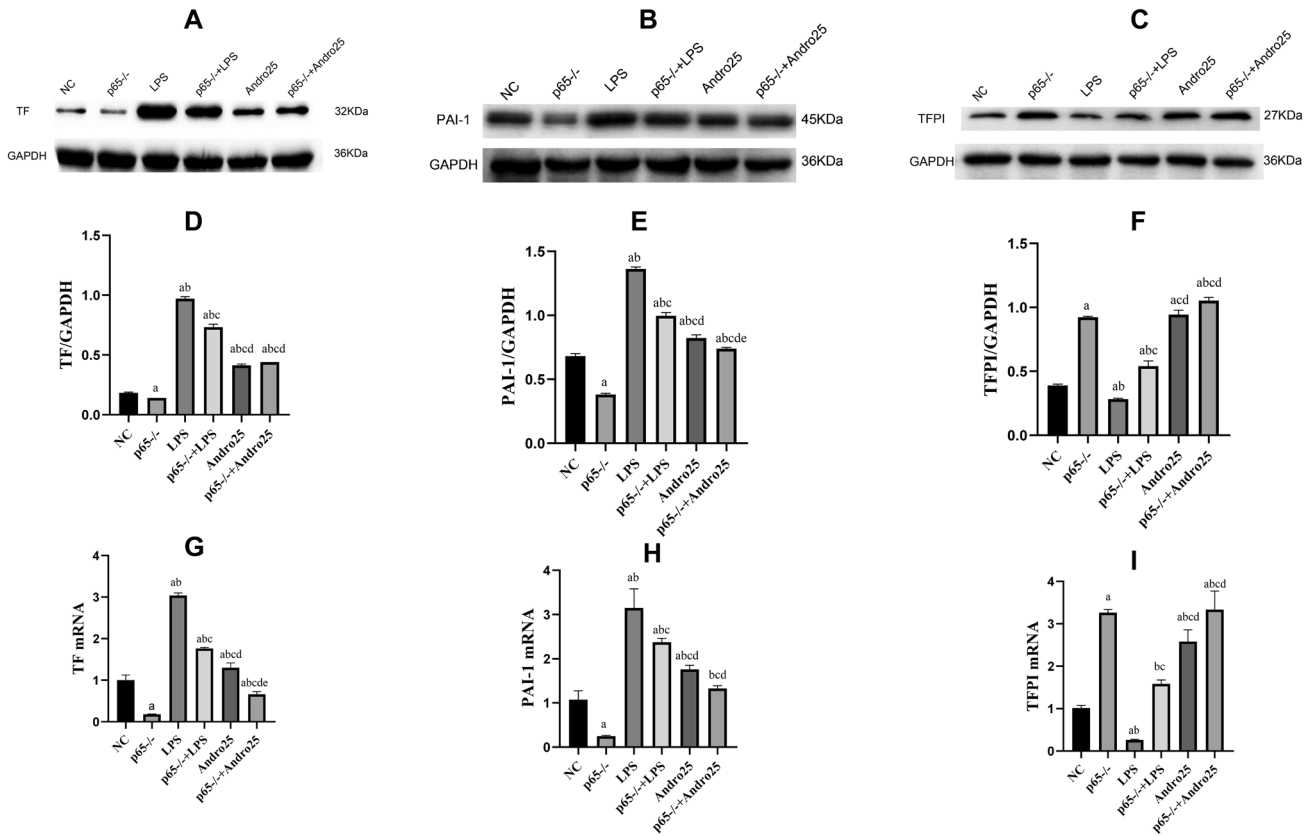 A
B
C
NC
p65-/-
LPS
p65-/-+LPS
Andro25
p65-/-+Andro25
TF
32KDa
GAPDH
36KDa
NC
p65-/-
LPS
p65-/-+LPS
Andro25
p65-/-+Andro25
PAI-1
45KDa
GAPDH
36KDa
NC
p65-/-
LPS
p65-/-+LPS
Andro25
p65-/-+Andro25
TFPI
27KDa
GAPDH
36KDa
D
TF/GAPDH
1.5
1.0
0.5
0.0
a
ab
abc
abcd
abcd
NC
p65-/-
LPS
p65-/-+LPS
Andro25
p65-/-+Andro25
E
PAI-1/GAPDH
1.5
1.0
0.5
0.0
a
ab
abc
abcd
abcde
NC
p65-/-
LPS
p65-/-+LPS
Andro25
p65-/-+Andro25
F
TFPI/GAPDH
1.5
1.0
0.5
0.0
a
ab
abc
acd
abcd
NC
p65-/-
LPS
p65-/-+LPS
Andro25
p65-/-+Andro25
G
TF mRNA
4
3
2
1
0
a
ab
abc
abcd
abcde
NC
p65-/-
LPS
p65-/-+LPS
Andro25
p65-/-+Andro25
H
PAI-1 mRNA
4
3
2
1
0
a
ab
abc
abcd
bcd
NC
p65-/-
LPS
p65-/-+LPS
Andro25
p65-/-+Andro25
I
TFPI mRNA
4
3
2
1
0
a
ab
bc
abcd
abcd
NC
p65-/-
LPS
p65-/-+LPS
Andro25
p65-/-+Andro25